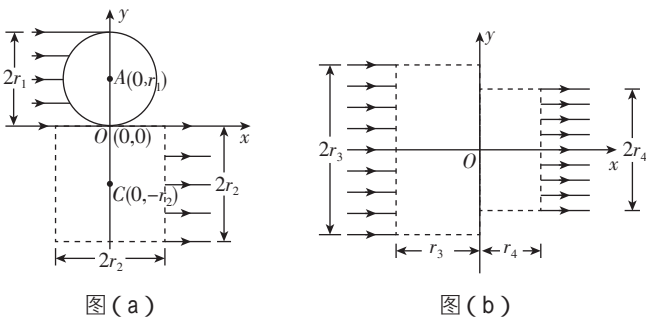 y
2r₁
A(0,r₁)
O (0,0)
x
C(0,-r₂)
2r₂
2r₂
图(a)
y
2r₃
O
x
2r₄
r₃
r₄
图(b)